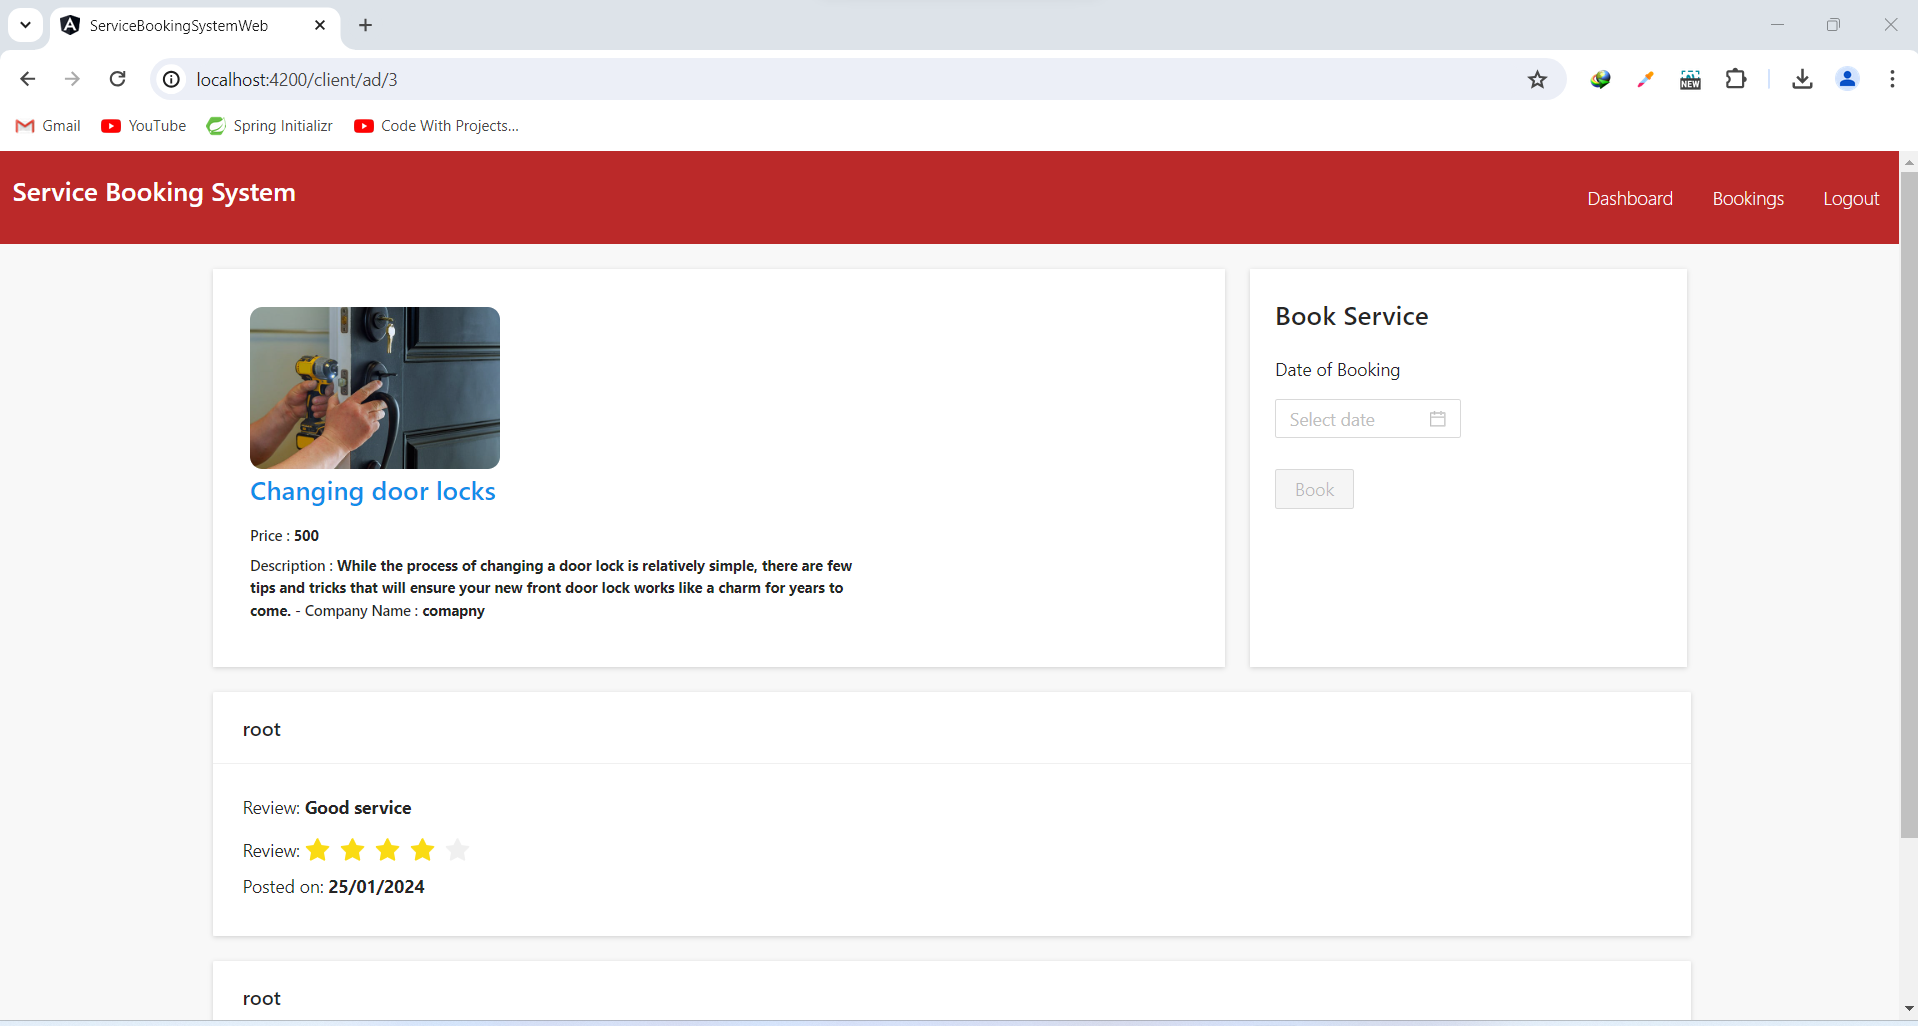 ServiceBookingSystemWeb
localhost:4200/client/ad/3
NEW
Gmail
YouTube
Spring Initializr
Code With Projects...
Service Booking System
Dashboard
Bookings
Logout
Changing door locks
Price : 500
Description : While the process of changing a door lock is relatively simple, there are few
tips and tricks that will ensure your new front door lock works like a charm for years to
come. - Company Name : comapny
Book Service
Date of Booking
Select date
Book
root
Review: Good service
Review:
Posted on: 25/01/2024
root